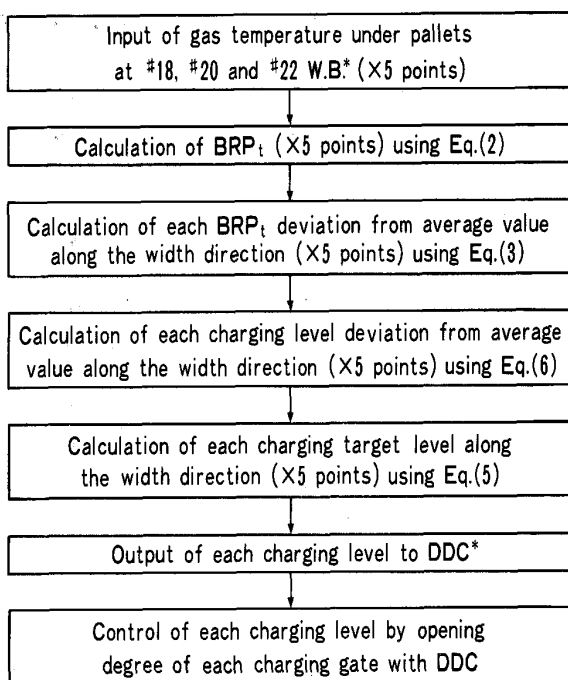 Input of gas temperature under pallets
at #18, #20 and #22 W.B.* (×5 points)
Calculation of BRPt (×5 points) using Eq.(2)
Calculation of each BRPt deviation from average value
along the width direction (×5 points) using Eq.(3)
Calculation of each charging level deviation from average
value along the width direction (×5 points) using Eq.(6)
Calculation of each charging target level along
the width direction (×5 points) using Eq.(5)
Output of each charging level to DDC*
Control of each charging level by opening
degree of each charging gate with DDC